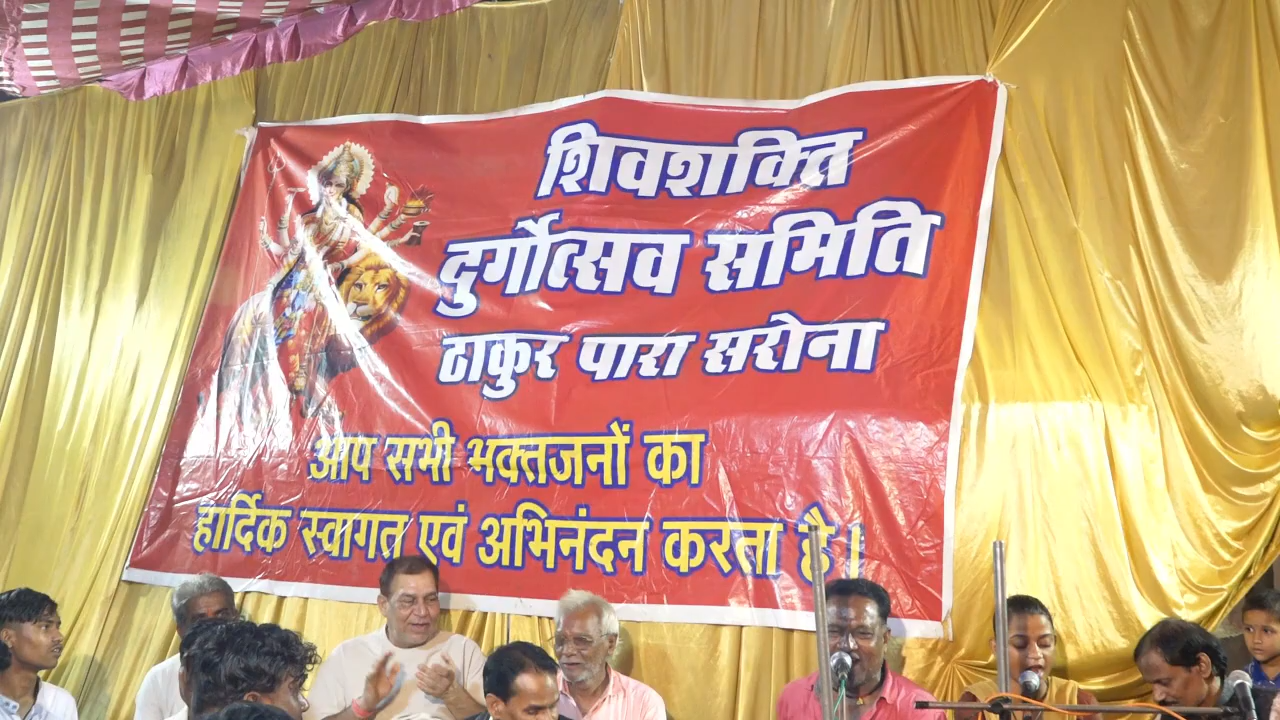 शिवशक्ति
दुर्गोत्सव समिति
ठाकुर पारा सरोना
आप सभी भक्तजनों का
हार्दिक स्वागत एवं अभिनंदन करता है।